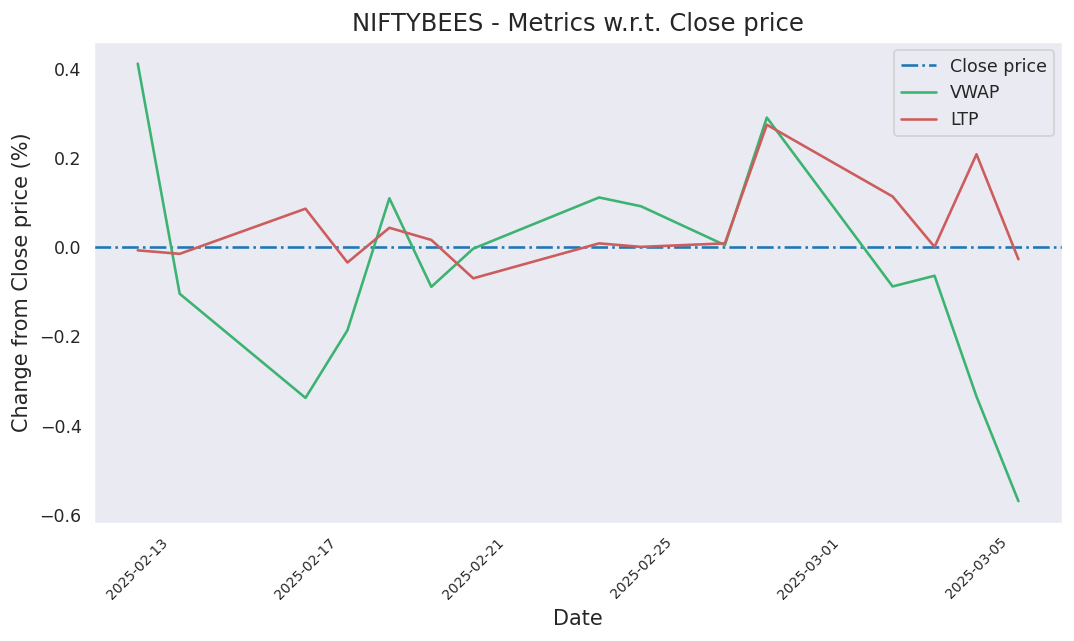 NIFTYBEES - Metrics w.r.t. Close price
Close price
VWAP
LTP
Change from Close price (%)
0.4
0.2
0.0
−0.2
−0.4
−0.6
2025-02-13
2025-02-17
2025-02-21
2025-02-25
2025-03-01
2025-03-05
Date